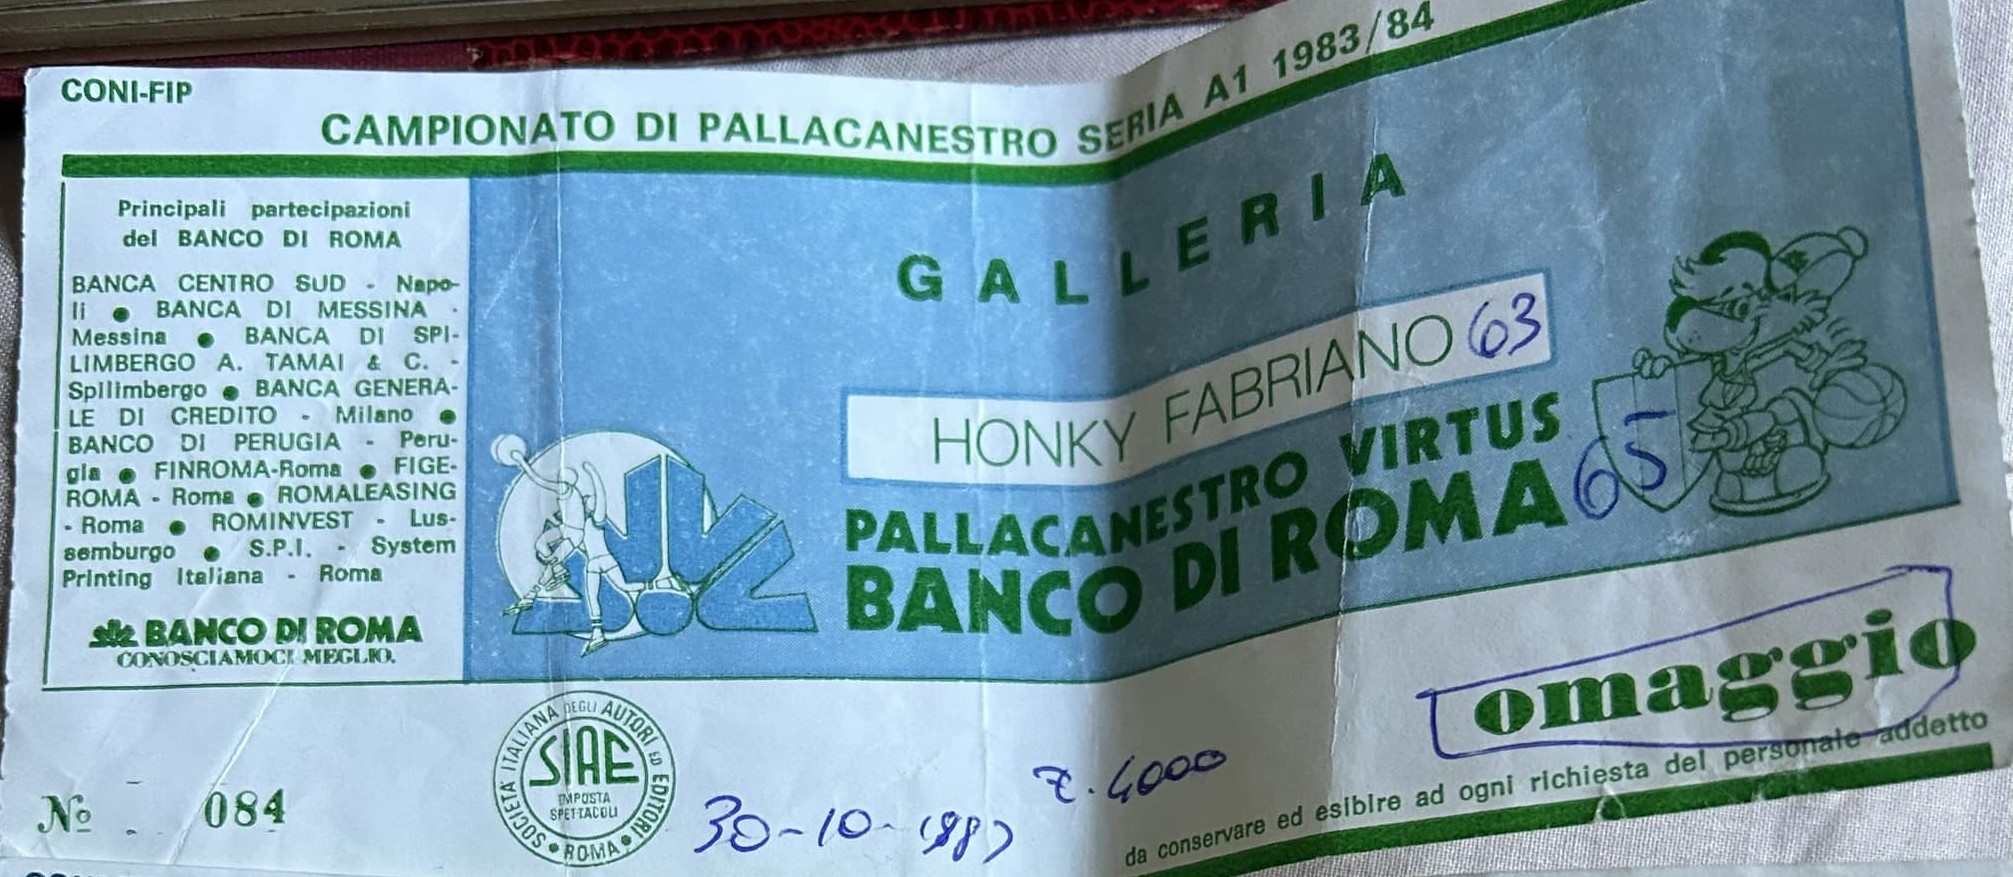 CONI-FIP
CAMPIONATO DI PALLACANESTRO SERIA A1 1983/84
Principali partecipazioni
del BANCO DI ROMA
BANCA CENTRO SUD - Napo-
li ● BANCA DI MESSINA -
Messina ● BANCA DI SPI-
LIMBERGO A. TAMAI & C. -
Spilimbergo ● BANCA GENERA-
LE DI CREDITO - Milano ●
BANCO DI PERUGIA - Peru-
gia ● FINROMA-Roma ● FIGE-
ROMA - Roma ● ROMALEASING
- Roma ● ROMINVEST - Lus-
semburgo ● S.P.I. - System
Printing Italiana - Roma
BANCO DI ROMA
CONOSCIAMOCI MEGLIO.
GALLERIA
HONKY FABRIANO 63
PALLACANESTRO VIRTUS
BANCO DI ROMA 65
omaggio
da conservare ed esibire ad ogni richiesta del personale addetto
Nº 084
SOCIETA' ITALIANA DEGLI AUTORI ED EDITORI • ROMA •
SIAE
IMPOSTA
SPETTACOLI
30-10-1983
£. 4000